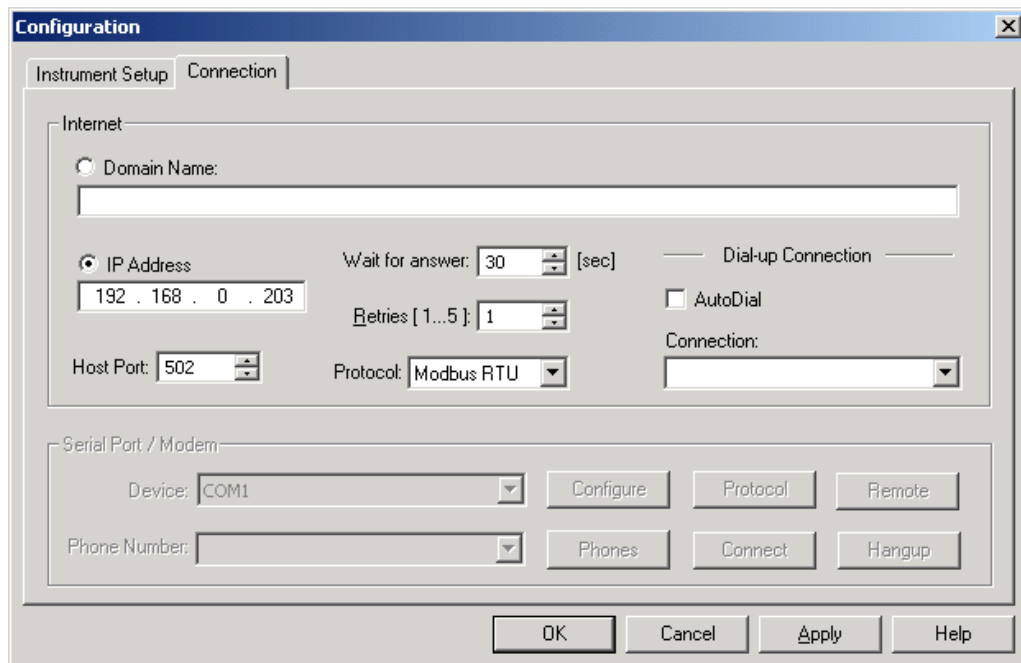 Configuration
Instrument Setup Connection
Internet
Domain Name:
IP Address Wait for answer: 30 [sec] Dial-up Connection
192 . 168 . 0 . 203 Retries [ 1...5 ]: 1 AutoDial
Connection:
Host Port: 502 Protocol: Modbus RTU
Serial Port / Modem
Device: COM1 Configure Protocol Remote
Phone Number: Phones Connect Hangup
OK Cancel Apply Help